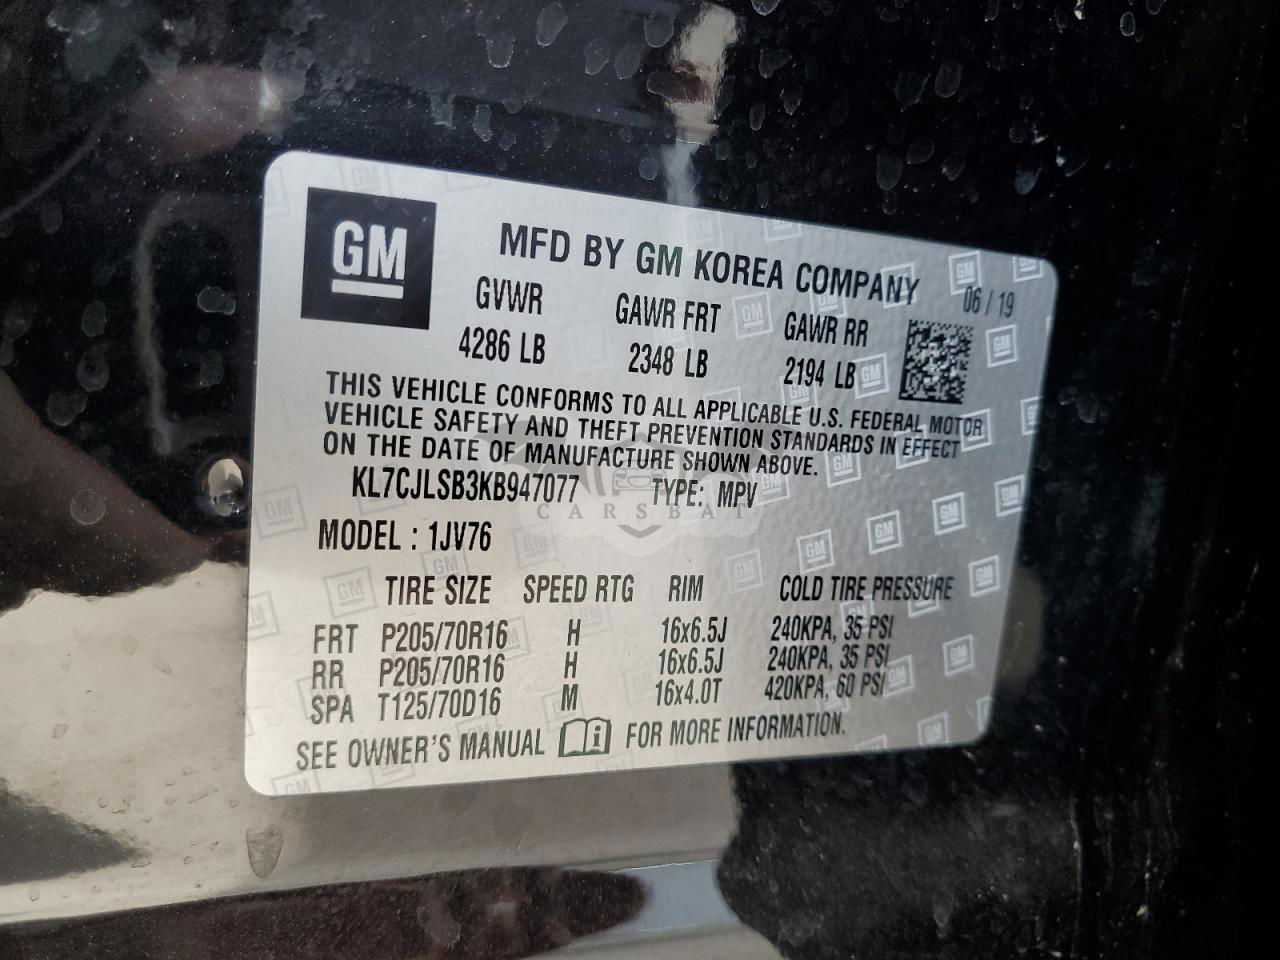 GM
MFD BY GM KOREA COMPANY
06 / 19
GVWR GAWR FRT GAWR RR
4286 LB 2348 LB 2194 LB
THIS VEHICLE CONFORMS TO ALL APPLICABLE U.S. FEDERAL MOTOR
VEHICLE SAFETY AND THEFT PREVENTION STANDARDS IN EFFECT
ON THE DATE OF MANUFACTURE SHOWN ABOVE.
KL7CJLSB3KB947077 TYPE: MPV
CARSBAT
MODEL : 1JV76
TIRE SIZE SPEED RTG RIM COLD TIRE PRESSURE
FRT P205/70R16 H 16x6.5J 240KPA, 35 PSI
RR P205/70R16 H 16x6.5J 240KPA, 35 PSI
SPA T125/70D16 M 16x4.0T 420KPA, 60 PSI
SEE OWNER'S MANUAL i FOR MORE INFORMATION.